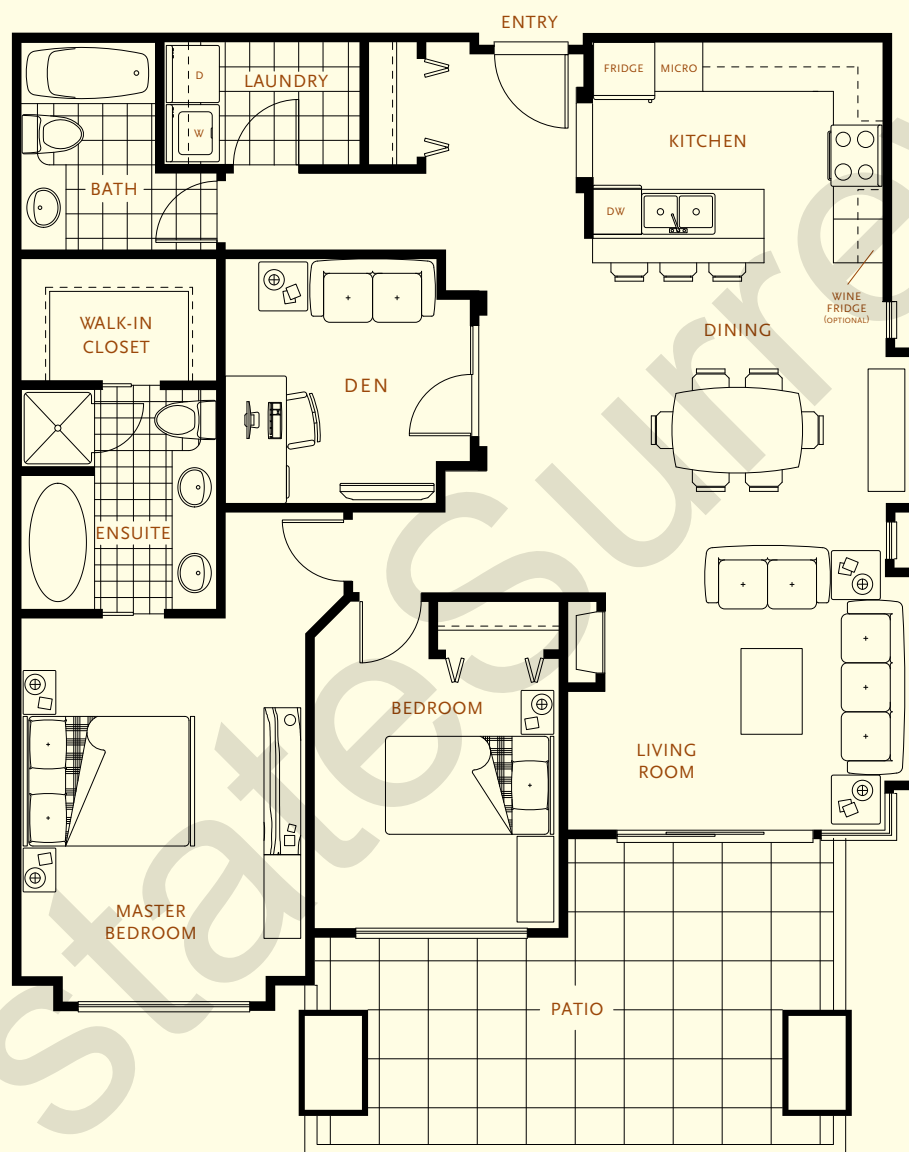 ENTRY
FRIDGE
MICRO
D
LAUNDRY
W
KITCHEN
BATH
DW
WINE
FRIDGE
(OPTIONAL)
WALK-IN
CLOSET
DINING
DEN
ENSUITE
BEDROOM
LIVING
ROOM
MASTER
BEDROOM
PATIO
stateSurrey